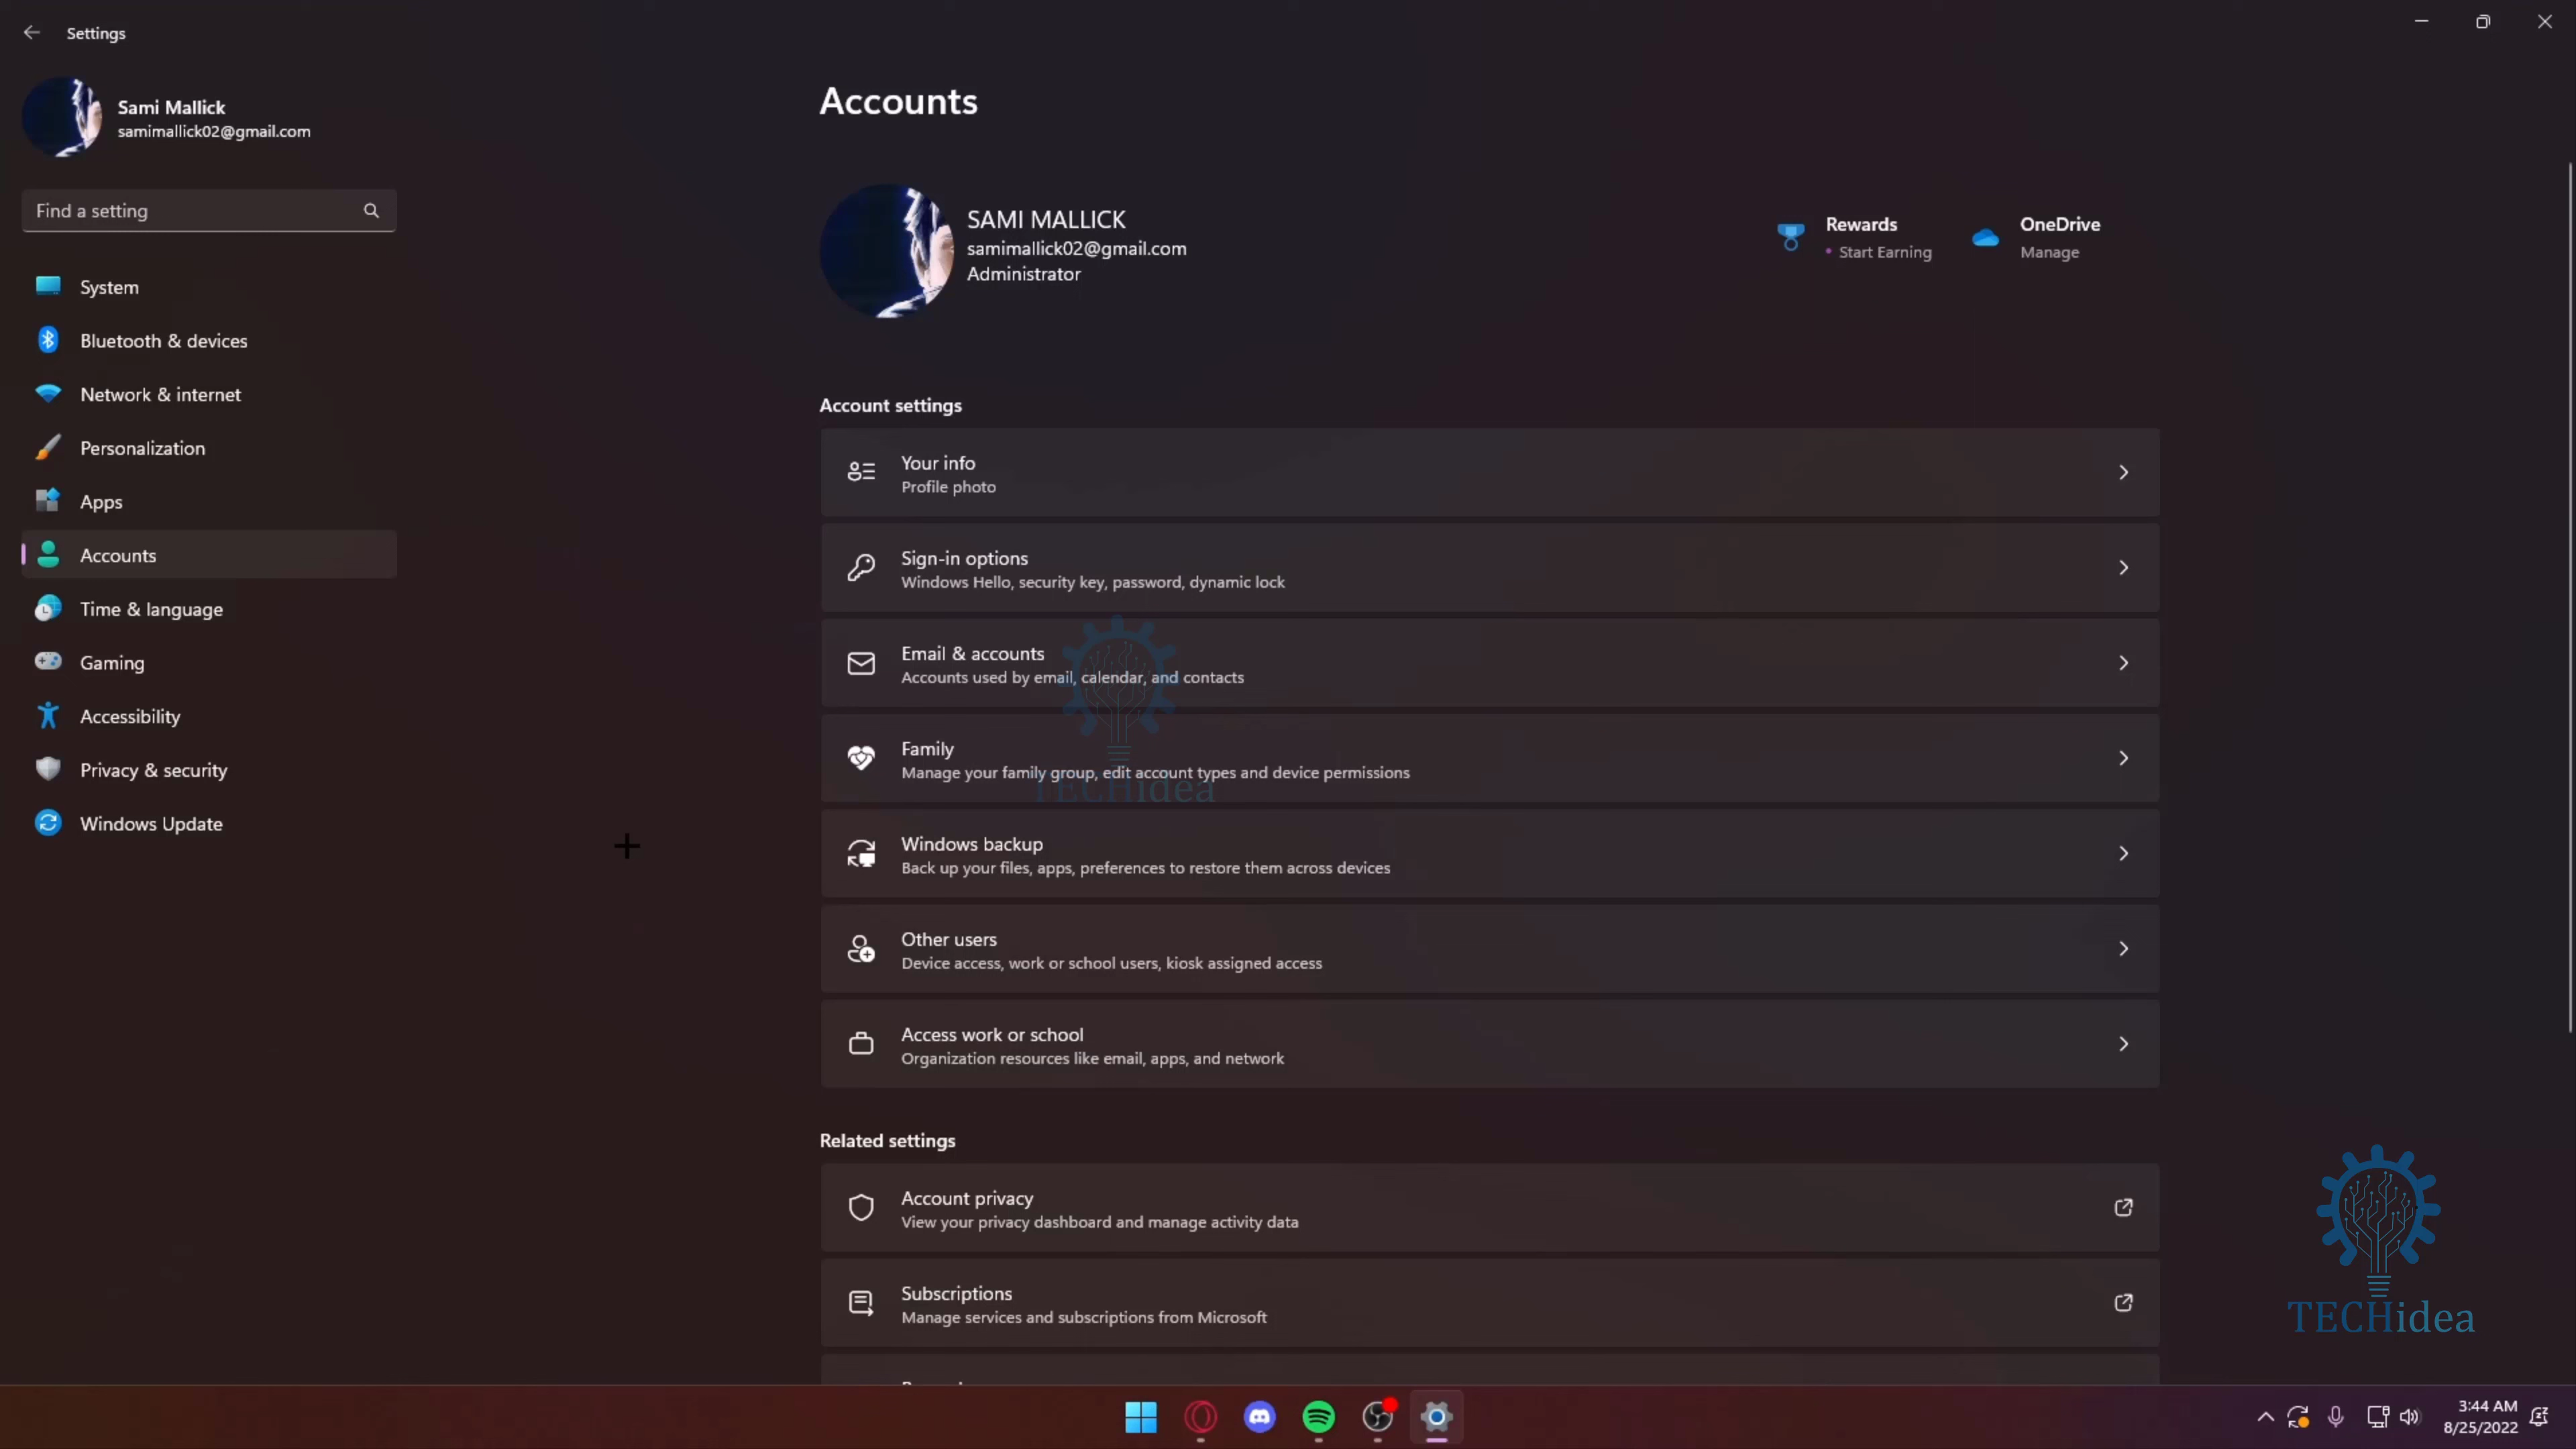 Settings
Sami Mallick
samimallick02@gmail.com
Find a setting
System
Bluetooth & devices
Network & internet
Personalization
Apps
Accounts
Time & language
Gaming
Accessibility
Privacy & security
Windows Update
Accounts
SAMI MALLICK
samimallick02@gmail.com
Administrator
Rewards
• Start Earning
OneDrive
Manage
Account settings
Your info
Profile photo
Sign-in options
Windows Hello, security key, password, dynamic lock
Email & accounts
Accounts used by email, calendar, and contacts
Family
Manage your family group, edit account types and device permissions
TECHidea
Windows backup
Back up your files, apps, preferences to restore them across devices
Other users
Device access, work or school users, kiosk assigned access
Access work or school
Organization resources like email, apps, and network
Related settings
Account privacy
View your privacy dashboard and manage activity data
Subscriptions
Manage services and subscriptions from Microsoft
TECHidea
3:44 AM
8/25/2022